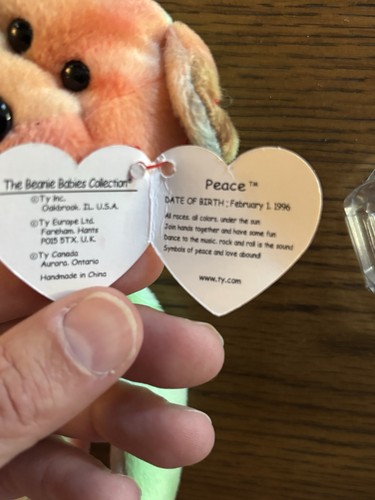 The Beanie Babies Collection®
©Ty Inc.
Oakbrook, IL. U.S.A.
©Ty Europe Ltd.
Fareham, Hants
PO15 5TX, U.K.
©Ty Canada
Aurora, Ontario
Handmade in China
Peace™
DATE OF BIRTH : February 1, 1996
All races, all colors, under the sun
Join hands together and have some fun
Dance to the music, rock and roll is the sound
Symbols of peace and love abound!
www.ty.com